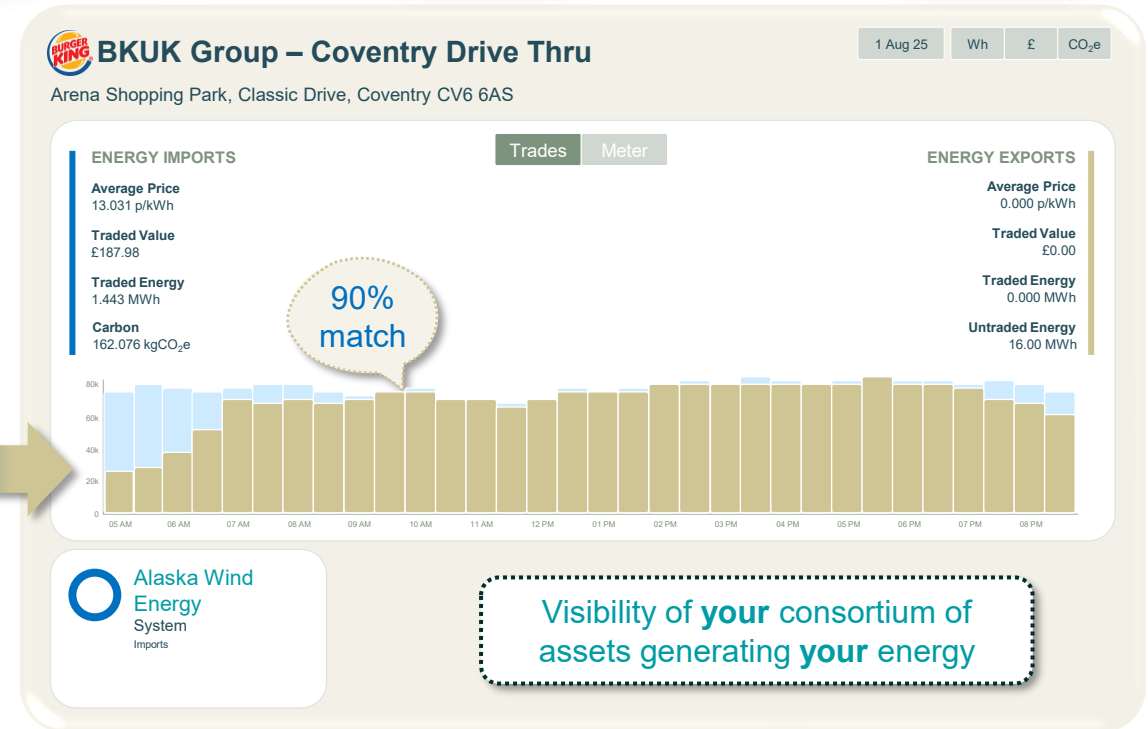 BURGER
KING
BKUK Group – Coventry Drive Thru
1 Aug 25
Wh
£
CO₂e
Arena Shopping Park, Classic Drive, Coventry CV6 6AS
Trades
Meter
ENERGY IMPORTS
Average Price
13.031 p/kWh
Traded Value
£187.98
Traded Energy
1.443 MWh
Carbon
162.076 kgCO₂e
ENERGY EXPORTS
Average Price
0.000 p/kWh
Traded Value
£0.00
Traded Energy
0.000 MWh
Untraded Energy
16.00 MWh
90%
match
80k
60k
40k
20k
0
05 AM
06 AM
07 AM
08 AM
09 AM
10 AM
11 AM
12 PM
01 PM
02 PM
03 PM
04 PM
05 PM
06 PM
07 PM
08 PM
Alaska Wind
Energy
System
Imports
Visibility of your consortium of
assets generating your energy